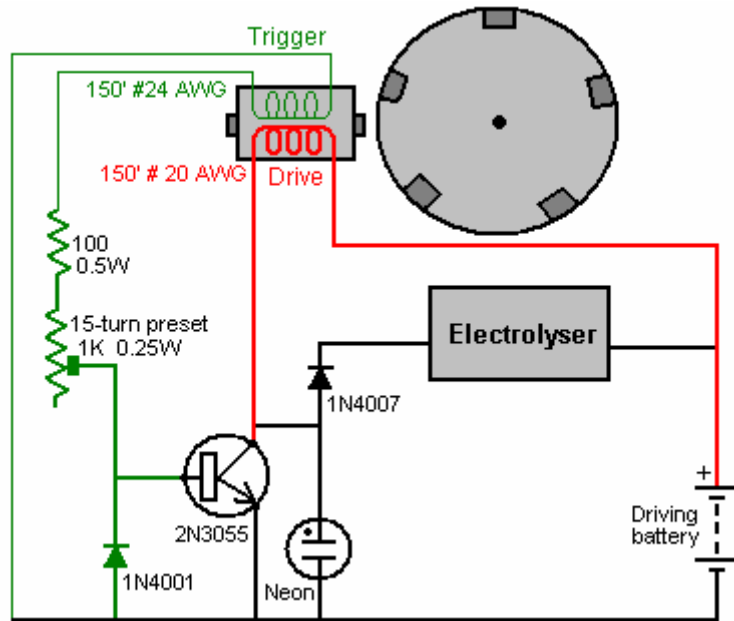 Trigger
150' #24 AWG
150' # 20 AWG
Drive
100
0.5W
15-turn preset
1K 0.25W
Electrolyser
1N4007
+
2N3055
Driving
battery
1N4001
Neon